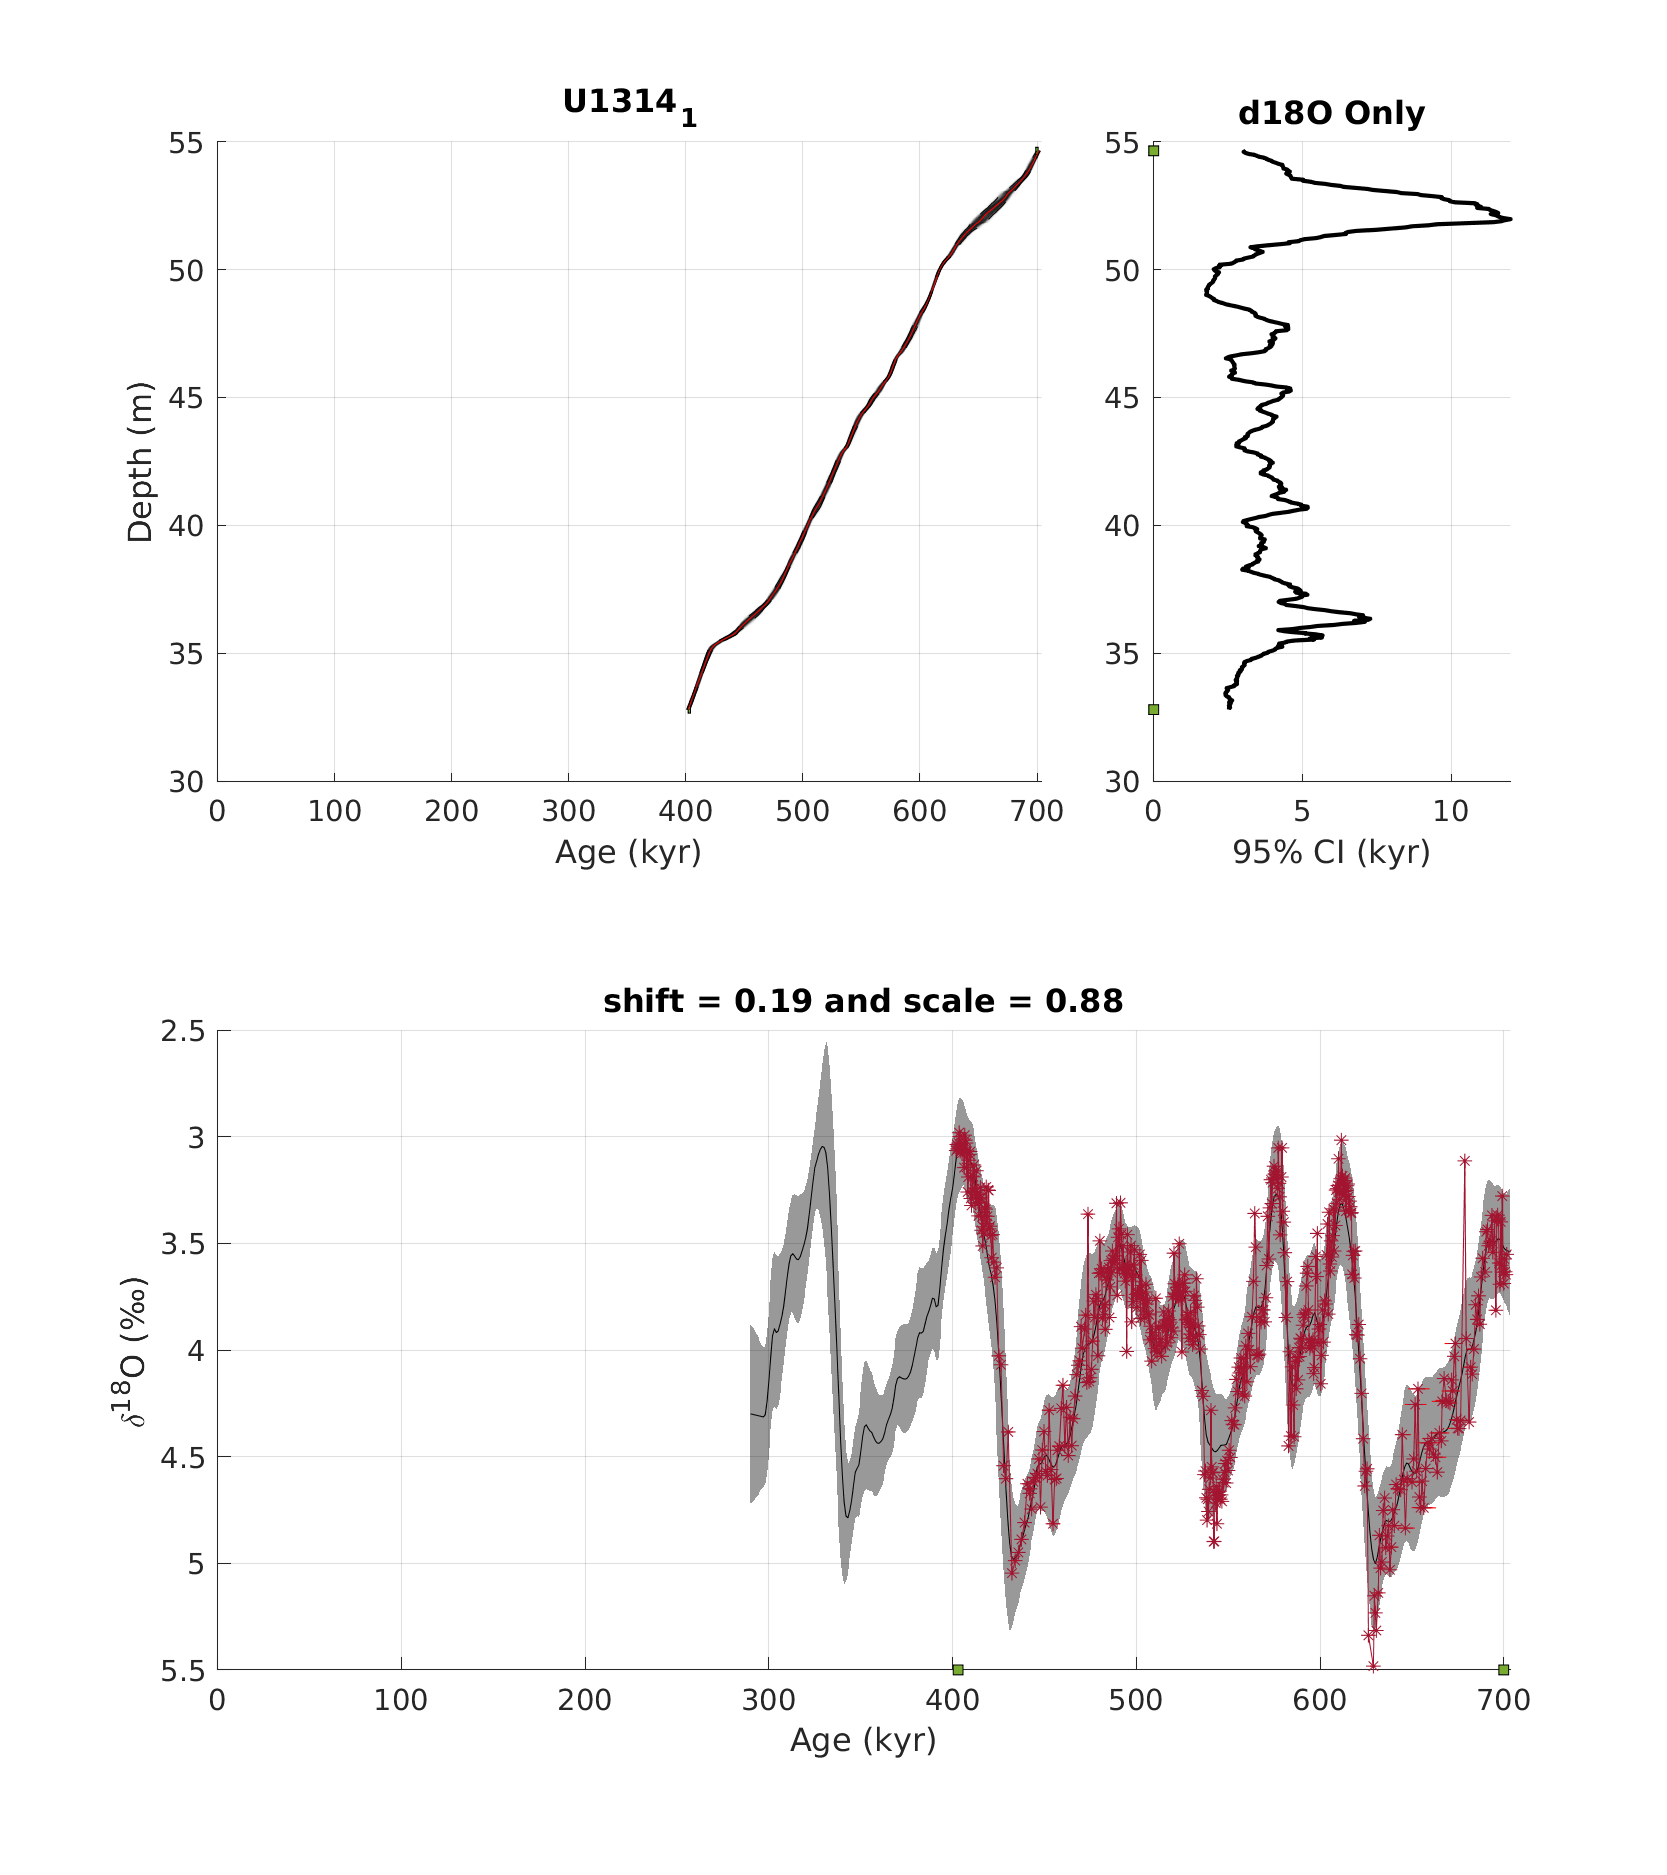 U1314₁
d18O Only
55
50
45
40
35
30
Depth (m)
0 100 200 300 400 500 600 700
Age (kyr)
55
50
45
40
35
30
0 5 10
95% CI (kyr)
shift = 0.19 and scale = 0.88
2.5
3
3.5
4
4.5
5
5.5
δ¹⁸O (‰)
0 100 200 300 400 500 600 700
Age (kyr)